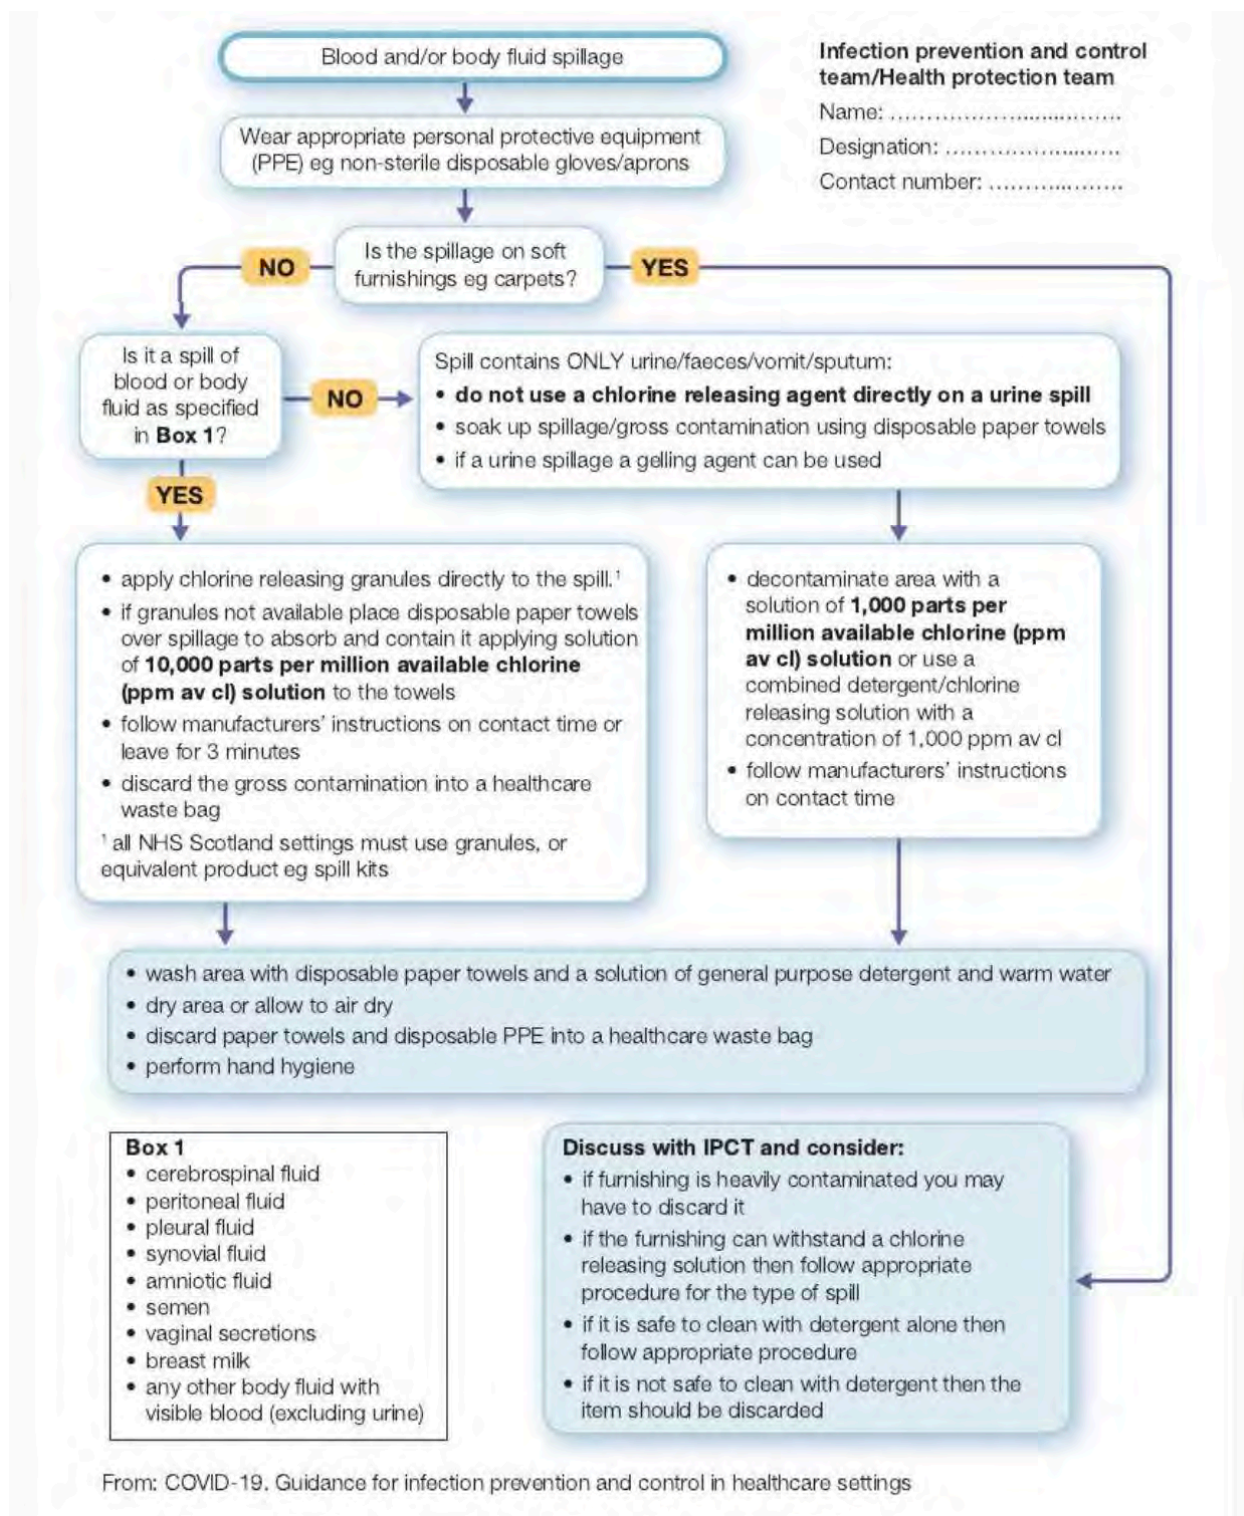 Blood and/or body fluid spillage
Infection prevention and control
team/Health protection team
Name: ................................
Designation: ........................
Contact number: ...................
Wear appropriate personal protective equipment
(PPE) eg non-sterile disposable gloves/aprons
Is the spillage on soft
furnishings eg carpets?
NO
YES
Is it a spill of
blood or body
fluid as specified
in Box 1?
NO
YES
Spill contains ONLY urine/faeces/vomit/sputum:
• do not use a chlorine releasing agent directly on a urine spill
• soak up spillage/gross contamination using disposable paper towels
• if a urine spillage a gelling agent can be used
• apply chlorine releasing granules directly to the spill.¹
• if granules not available place disposable paper towels
over spillage to absorb and contain it applying solution
of 10,000 parts per million available chlorine
(ppm av cl) solution to the towels
• follow manufacturers' instructions on contact time or
leave for 3 minutes
• discard the gross contamination into a healthcare
waste bag
¹ all NHS Scotland settings must use granules, or
equivalent product eg spill kits
• decontaminate area with a
solution of 1,000 parts per
million available chlorine (ppm
av cl) solution or use a
combined detergent/chlorine
releasing solution with a
concentration of 1,000 ppm av cl
• follow manufacturers' instructions
on contact time
• wash area with disposable paper towels and a solution of general purpose detergent and warm water
• dry area or allow to air dry
• discard paper towels and disposable PPE into a healthcare waste bag
• perform hand hygiene
Box 1
• cerebrospinal fluid
• peritoneal fluid
• pleural fluid
• synovial fluid
• amniotic fluid
• semen
• vaginal secretions
• breast milk
• any other body fluid with
visible blood (excluding urine)
Discuss with IPCT and consider:
• if furnishing is heavily contaminated you may
have to discard it
• if the furnishing can withstand a chlorine
releasing solution then follow appropriate
procedure for the type of spill
• if it is safe to clean with detergent alone then
follow appropriate procedure
• if it is not safe to clean with detergent then the
item should be discarded
From: COVID-19. Guidance for infection prevention and control in healthcare settings